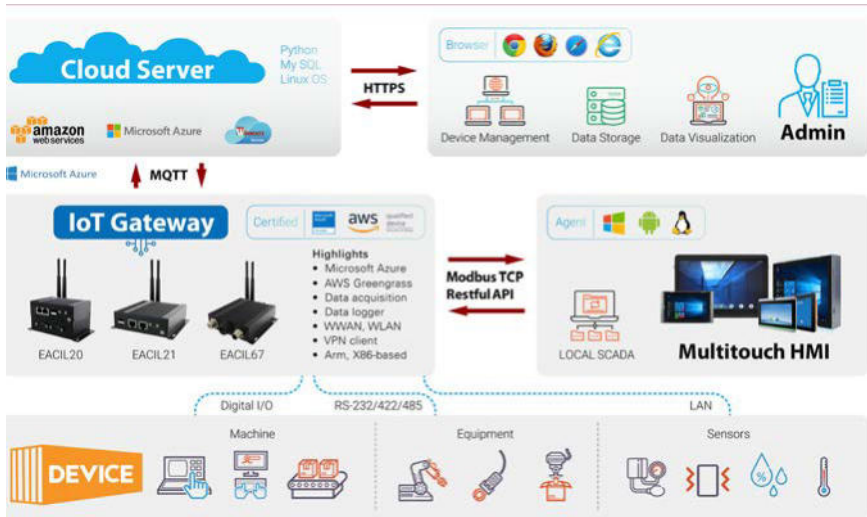 Cloud Server
Python
My SQL
Linux OS
amazon
webservices
Microsoft Azure
HTTPS
Browser
Device Management
Data Storage
Data Visualization
Admin
Microsoft Azure
MQTT
IoT Gateway
Certified
aws
qualified
device
Highlights
• Microsoft Azure
• AWS Greengrass
• Data acquisition
• Data logger
• WWAN, WLAN
• VPN client
• Arm, X86-based
EACIL20
EACIL21
EACIL67
Modbus TCP
Restful API
Agent
LOCAL SCADA
Multitouch HMI
Digital I/O
RS-232/422/485
LAN
DEVICE
Machine
Equipment
Sensors
%